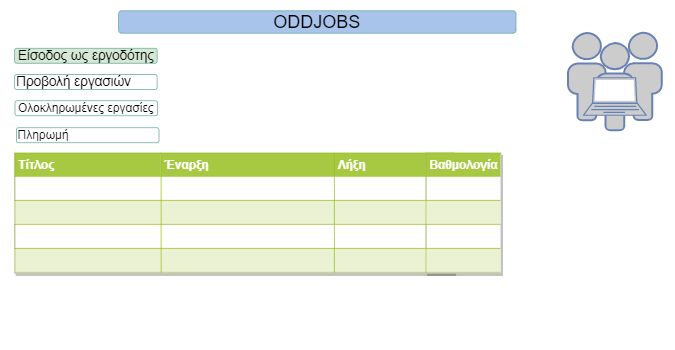 ODDJOBS
Είσοδος ως εργοδότης
Προβολή εργασιών
Ολοκληρωμένες εργασίες
Πληρωμή
Τίτλος Έναρξη Λήξη Βαθμολογία